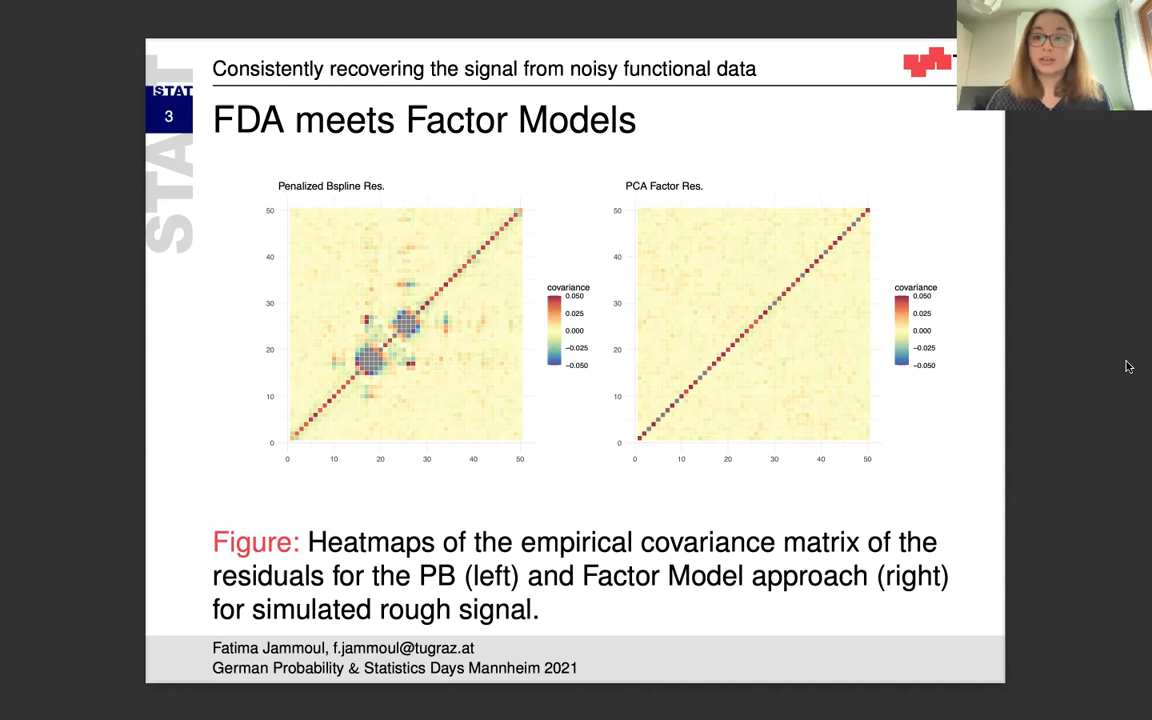 Consistently recovering the signal from noisy functional data
STAT
3
STAT
FDA meets Factor Models
Penalized Bspline Res.
PCA Factor Res.
50
40
30
20
10
0
0 10 20 30 40 50
covariance
0.050
0.025
0.000
−0.025
−0.050
50
40
30
20
10
0
0 10 20 30 40 50
covariance
0.050
0.025
0.000
−0.025
−0.050
Figure: Heatmaps of the empirical covariance matrix of the
residuals for the PB (left) and Factor Model approach (right)
for simulated rough signal.
Fatima Jammoul, f.jammoul@tugraz.at
German Probability & Statistics Days Mannheim 2021